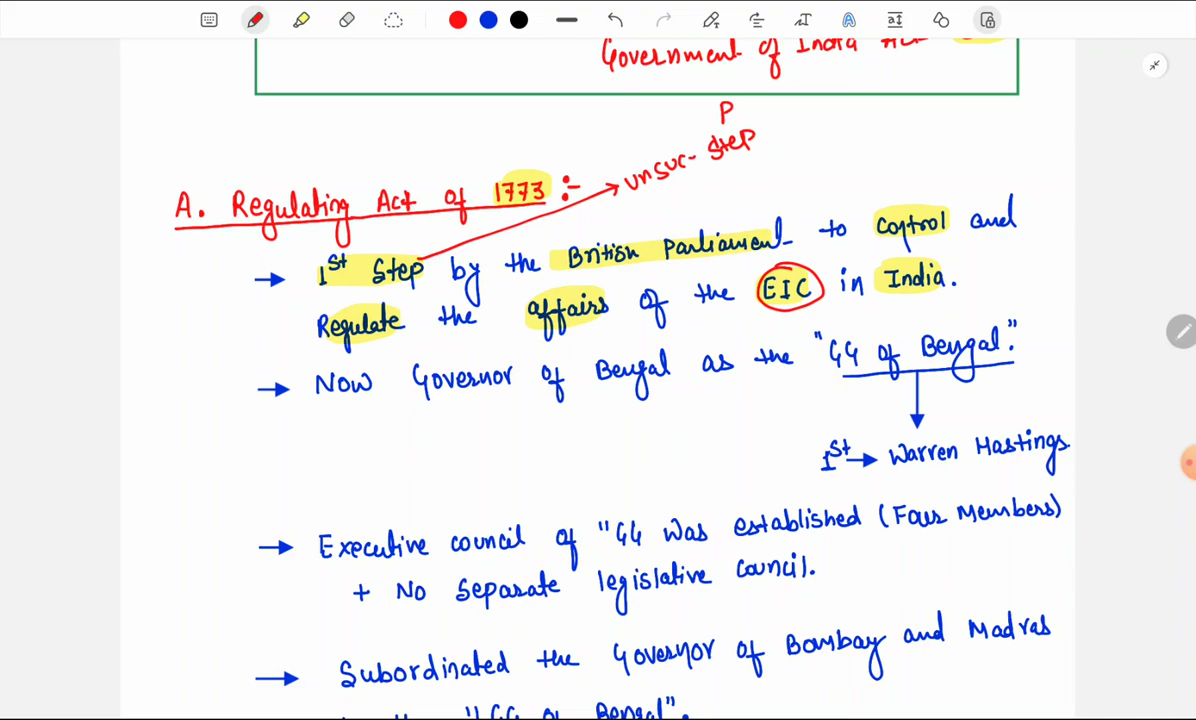 Government of India Act
P
unsuc- Step
A. Regulating Act of 1773 :-
→ 1st Step by the British Parliament to control and
Regulate the affairs of the EIC in India.
→ Now Governor of Bengal as the "GG of Bengal".
1st → Warren Hastings
→ Executive council of "GG was established (Four Members)
+ No separate legislative council.
→ Subordinated the Governor of Bombay and Madras
"GG of Bengal".